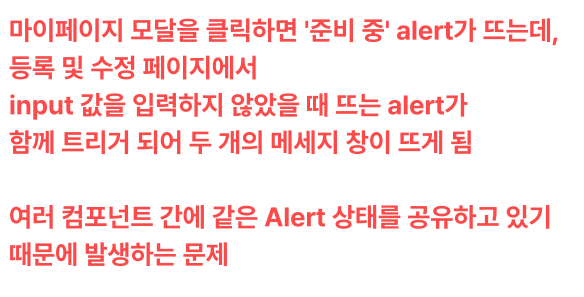 마이페이지 모달을 클릭하면 '준비 중' alert가 뜨는데,
등록 및 수정 페이지에서
input 값을 입력하지 않았을 때 뜨는 alert가
함께 트리거 되어 두 개의 메세지 창이 뜨게 됨
여러 컴포넌트 간에 같은 Alert 상태를 공유하고 있기
때문에 발생하는 문제